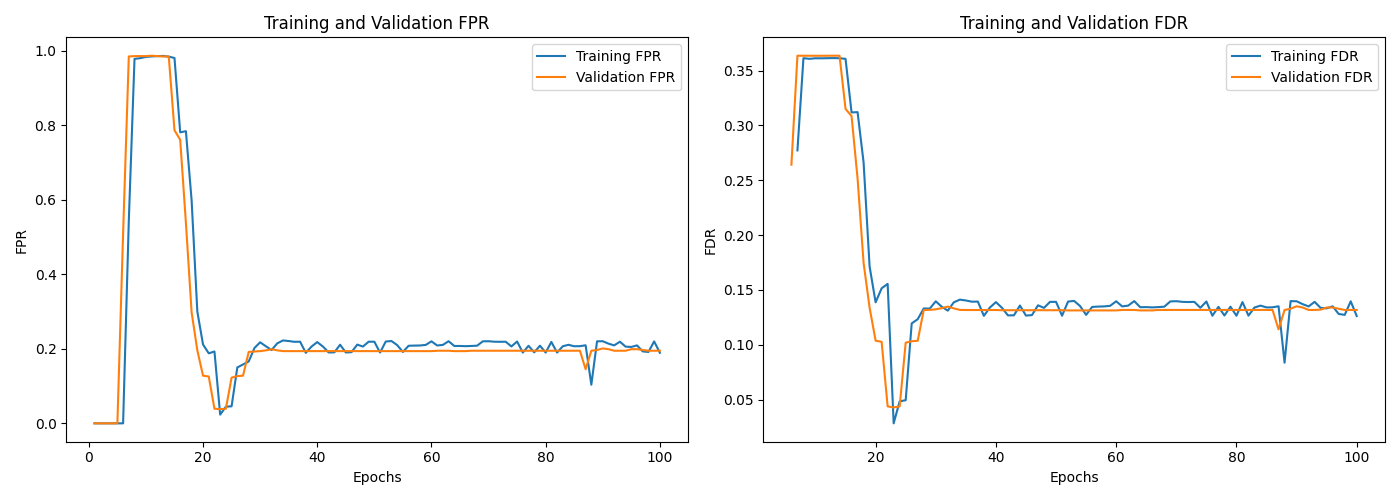 Training and Validation FPR
1.0
0.8
0.6
0.4
0.2
0.0
FPR
0
20
40
60
80
100
Epochs
Training FPR
Validation FPR
Training and Validation FDR
0.35
0.30
0.25
0.20
0.15
0.10
0.05
FDR
20
40
60
80
100
Epochs
Training FDR
Validation FDR